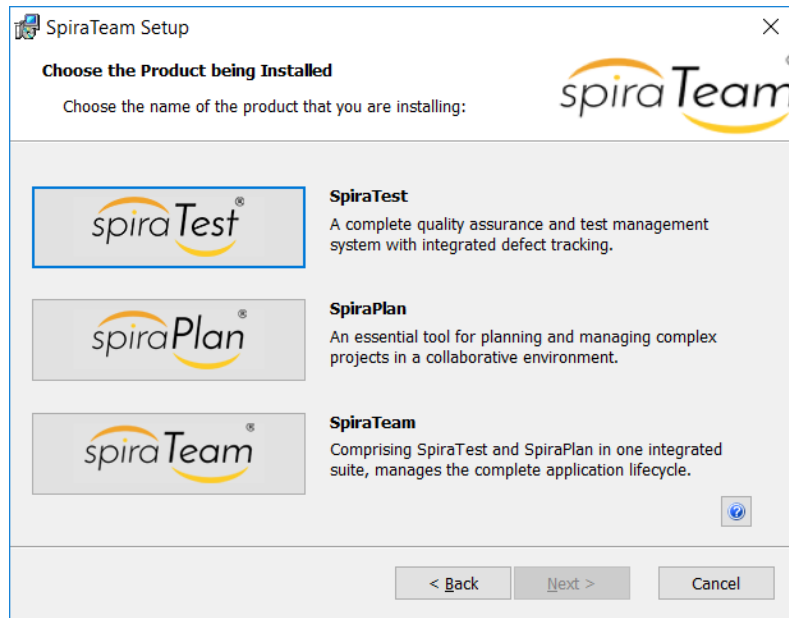 SpiraTeam Setup
Choose the Product being Installed
Choose the name of the product that you are installing:
spiraTeam
spiraTest®
SpiraTest
A complete quality assurance and test management
system with integrated defect tracking.
spiraPlan®
SpiraPlan
An essential tool for planning and managing complex
projects in a collaborative environment.
spiraTeam®
SpiraTeam
Comprising SpiraTest and SpiraPlan in one integrated
suite, manages the complete application lifecycle.
?
< Back
Next >
Cancel